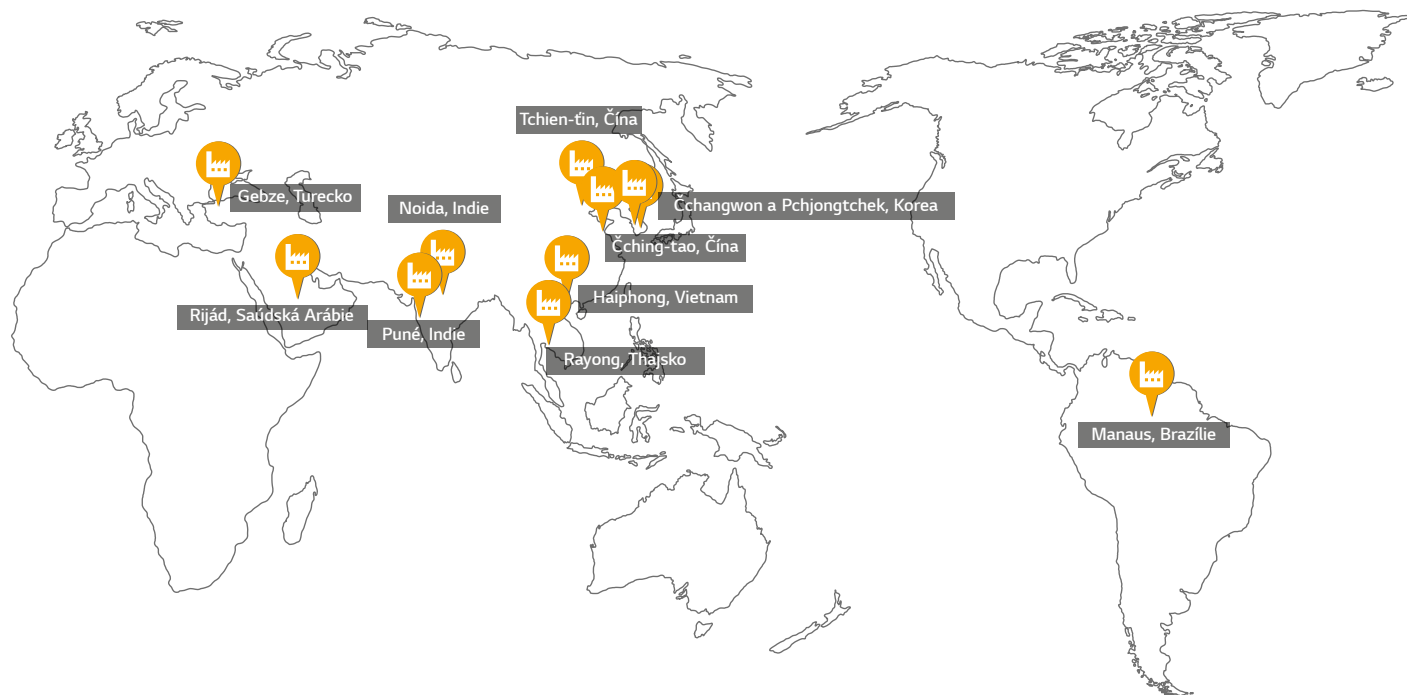 Tchien-ťin, Čína
Gebze, Turecko
Noida, Indie
Čchangwon a Pchjongtchek, Korea
Čching-tao, Čína
Haiphong, Vietnam
Rijád, Saúdská Arábie
Puné, Indie
Rayong, Thajsko
Manaus, Brazílie